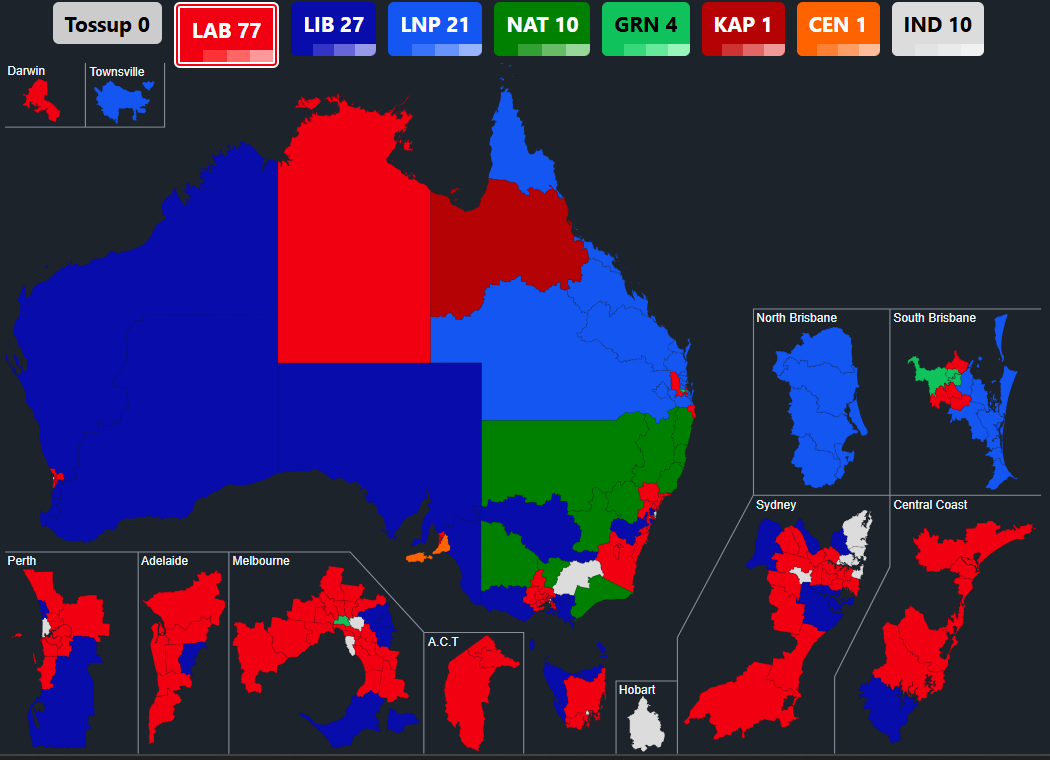 Tossup 0
LAB 77
LIB 27
LNP 21
NAT 10
GRN 4
KAP 1
CEN 1
IND 10
Darwin
Townsville
North Brisbane
South Brisbane
Sydney
Central Coast
Perth
Adelaide
Melbourne
A.C.T
Hobart